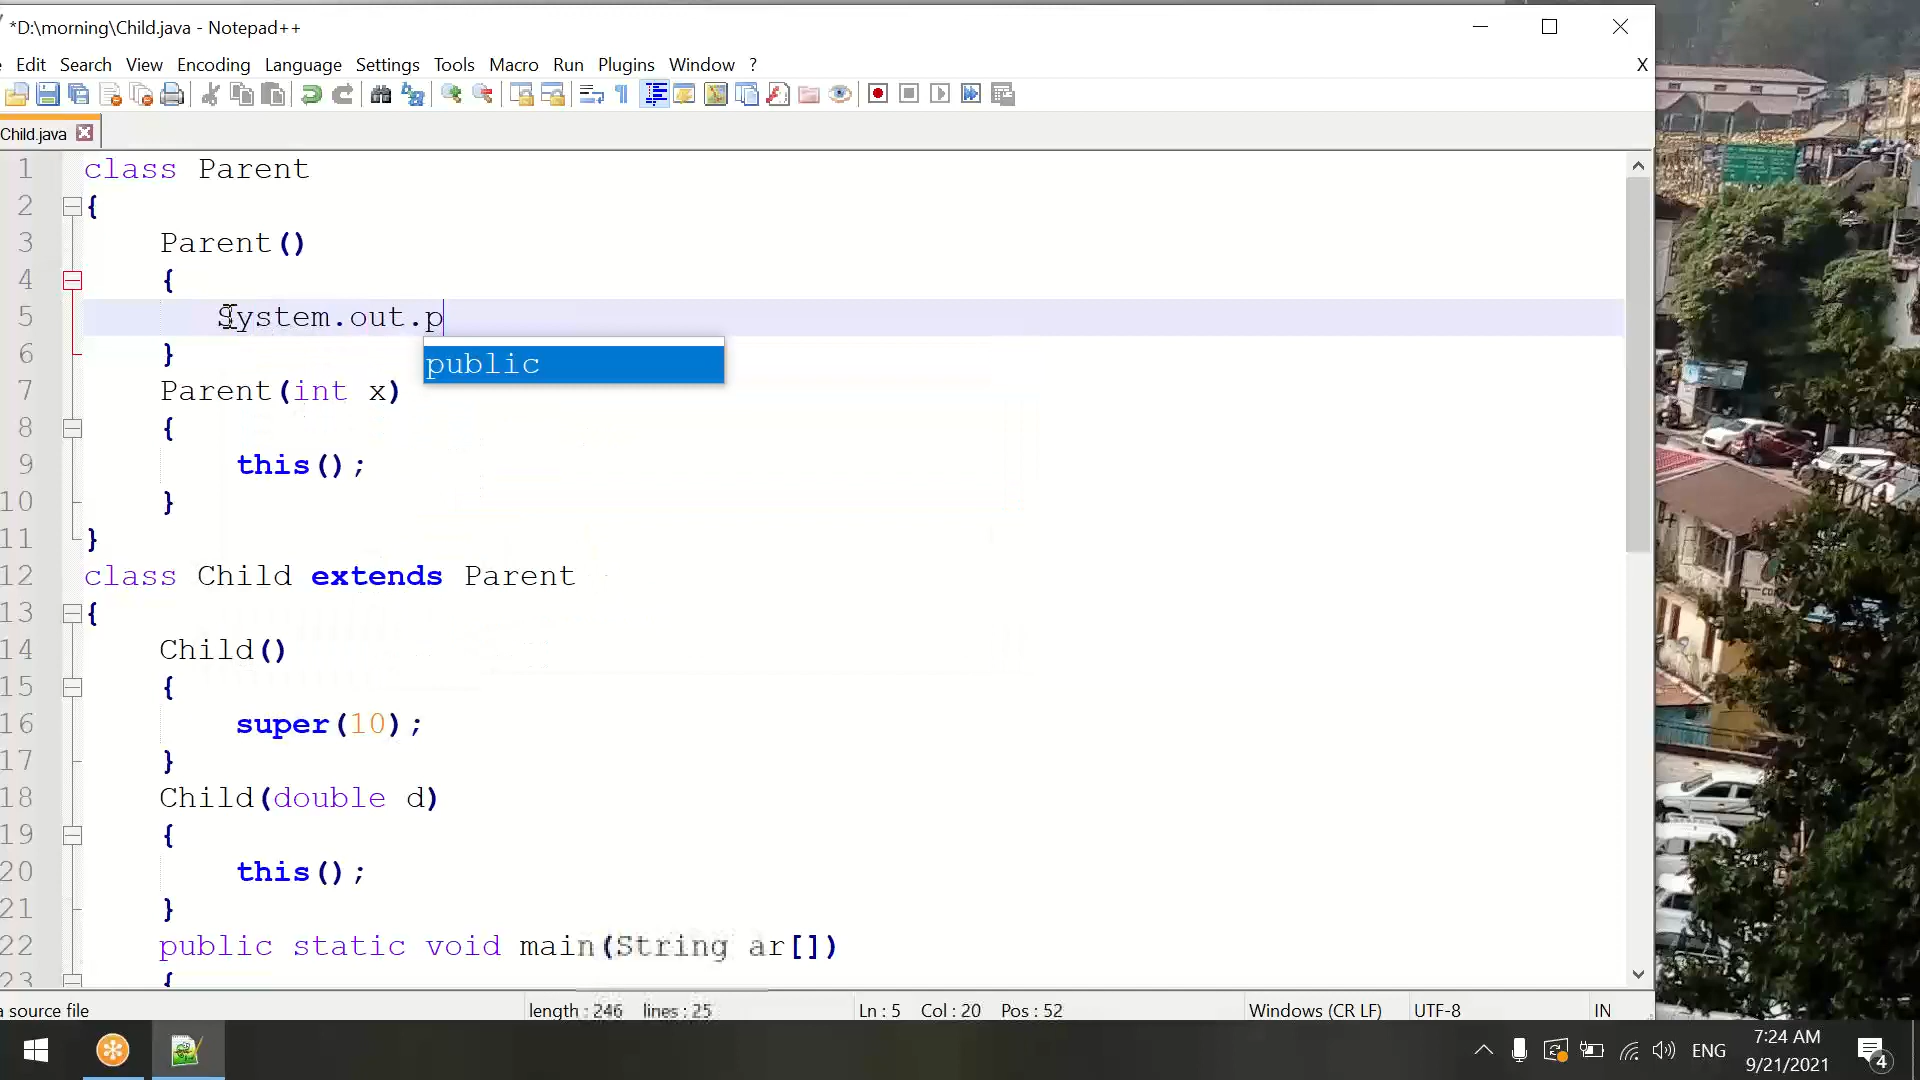 *D:\morning\Child.java - Notepad++
Edit Search View Encoding Language Settings Tools Macro Run Plugins Window ? X
Child.java
1 class Parent
2 {
3 Parent()
4 {
5 System.out.p
public
6 }
7 Parent(int x)
8 {
9 this();
10 }
11 }
12 class Child extends Parent
13 {
14 Child()
15 {
16 super(10);
17 }
18 Child(double d)
19 {
20 this();
21 }
22 public static void main(String ar[])
23 {
a source file length : 246 lines : 25 Ln : 5 Col : 20 Pos : 52 Windows (CR LF) UTF-8 IN
ENG
7:24 AM
9/21/2021
4